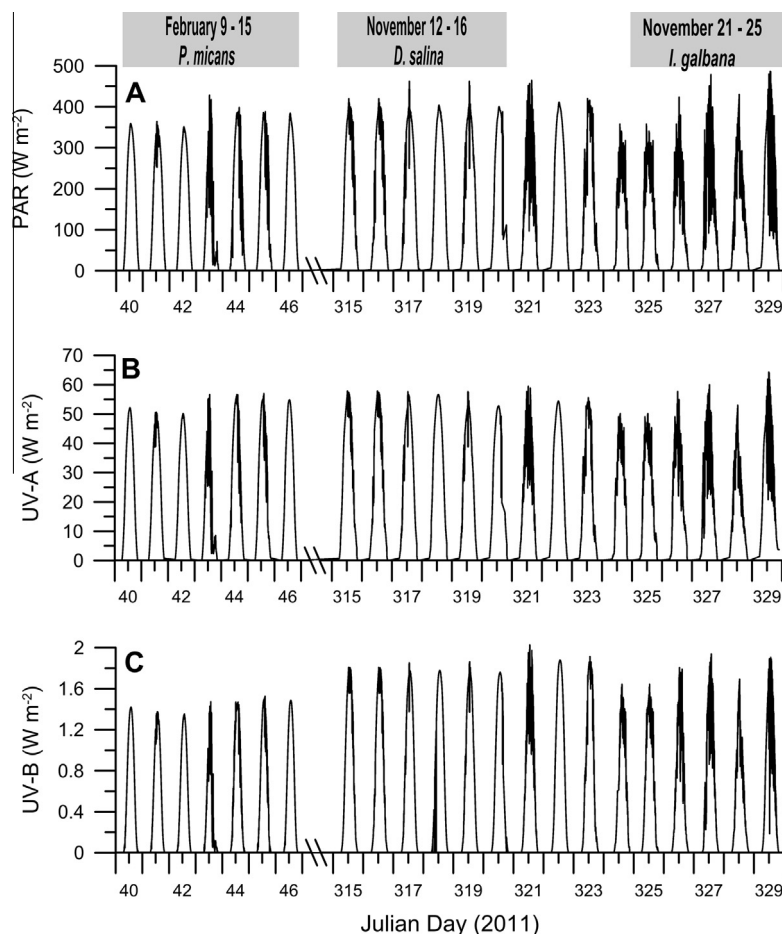 February 9 - 15
P. micans
November 12 - 16
D. salina
November 21 - 25
I. galbana
A
PAR (W m-2)
500
400
300
200
100
0
40 42 44 46 315 317 319 321 323 325 327 329
B
UV-A (W m-2)
70
60
50
40
30
20
10
0
40 42 44 46 315 317 319 321 323 325 327 329
C
UV-B (W m-2)
2
1.6
1.2
0.8
0.4
0
40 42 44 46 315 317 319 321 323 325 327 329
Julian Day (2011)